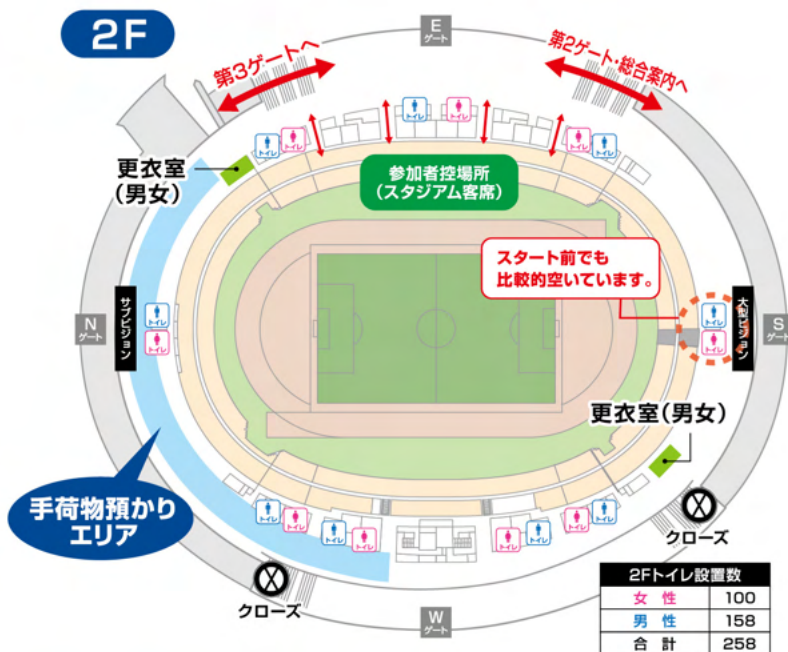 2F
E
ゲート
第3ゲートへ
第2ゲート・総合案内へ
トイレ
トイレ
トイレ
トイレ
トイレ
トイレ
更衣室
(男女)
参加者控場所
(スタジアム客席)
スタート前でも
比較的空いています。
N
ゲート
サブビジョン
トイレ
トイレ
トイレ
トイレ
大型ビジョン
S
ゲート
更衣室(男女)
手荷物預かり
エリア
トイレ
トイレ
トイレ
トイレ
トイレ
トイレ
トイレ
トイレ
クローズ
クローズ
W
ゲート
2Fトイレ設置数
女 性 100
男 性 158
合 計 258